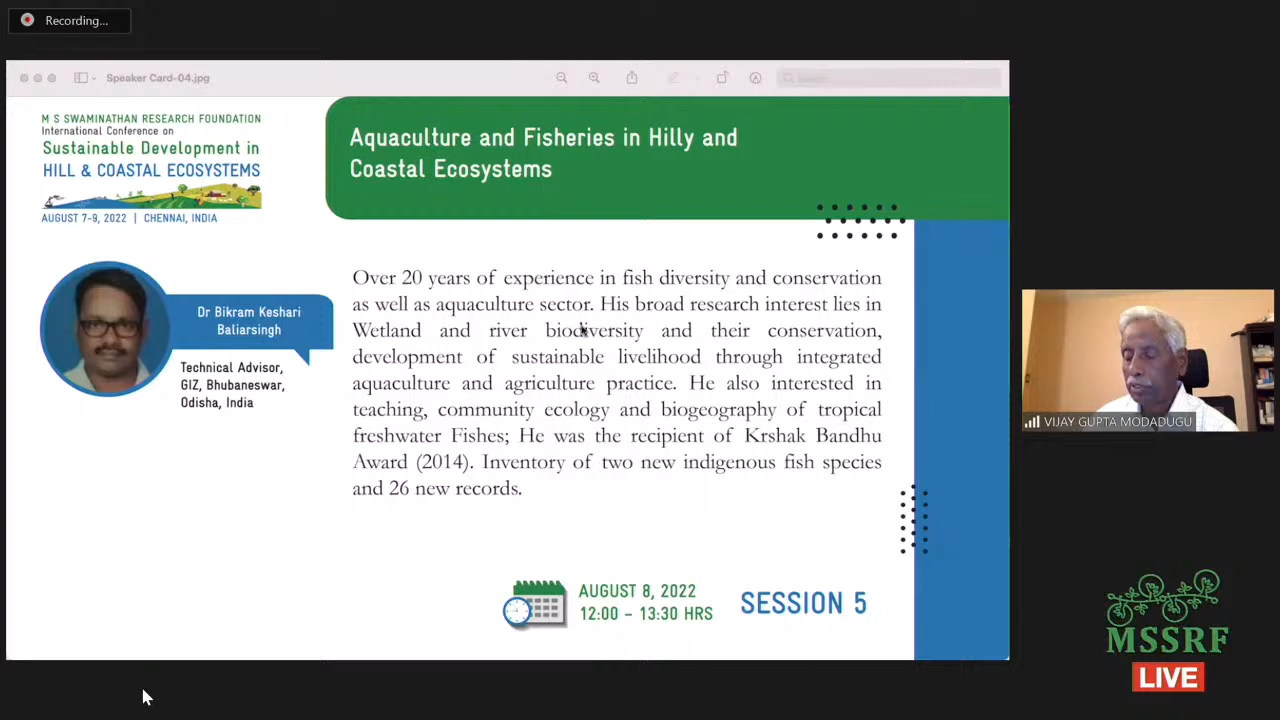 Recording...
Speaker Card-04.jpg
M S SWAMINATHAN RESEARCH FOUNDATION
International Conference on
Sustainable Development in
HILL & COASTAL ECOSYSTEMS
AUGUST 7-9, 2022 | CHENNAI, INDIA
Aquaculture and Fisheries in Hilly and
Coastal Ecosystems
Dr Bikram Keshari
Baliarsingh
Technical Advisor,
GIZ, Bhubaneswar,
Odisha, India
Over 20 years of experience in fish diversity and conservation
as well as aquaculture sector. His broad research interest lies in
Wetland and river biodiversity and their conservation,
development of sustainable livelihood through integrated
aquaculture and agriculture practice. He also interested in
teaching, community ecology and biogeography of tropical
freshwater Fishes; He was the recipient of Krshak Bandhu
Award (2014). Inventory of two new indigenous fish species
and 26 new records.
AUGUST 8, 2022
12:00 – 13:30 HRS
SESSION 5
VIJAY GUPTA MODADUGU
MSSRF
LIVE